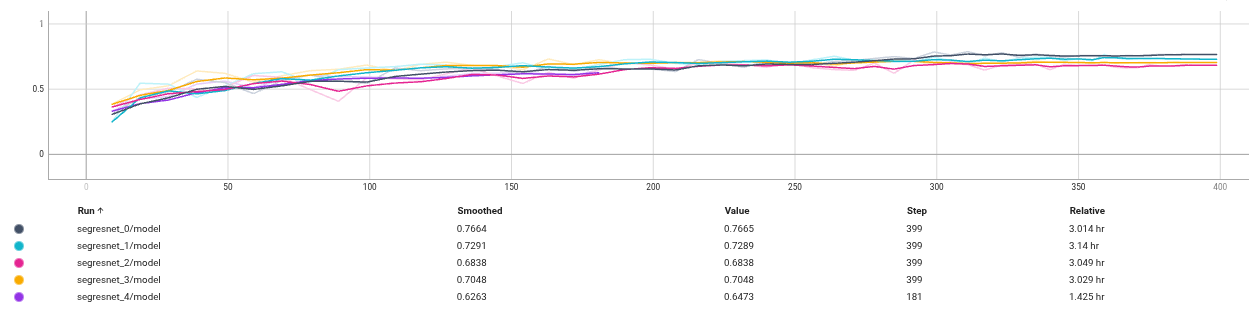 1
0.5
0
0 50 100 150 200 250 300 350 400
Run ↑ Smoothed Value Step Relative
segresnet_0/model 0.7664 0.7665 399 3.014 hr
segresnet_1/model 0.7291 0.7289 399 3.14 hr
segresnet_2/model 0.6838 0.6838 399 3.049 hr
segresnet_3/model 0.7048 0.7048 399 3.029 hr
segresnet_4/model 0.6263 0.6473 181 1.425 hr